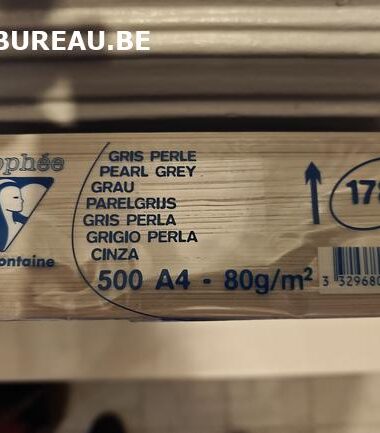 BUREAU.BE
ophée
GRIS PERLE
PEARL GREY
GRAU
PARELGRIJS
GRIS PERLA
GRIGIO PERLA
CINZA
500 A4 - 80g/m²
ontaine
178
3 329680